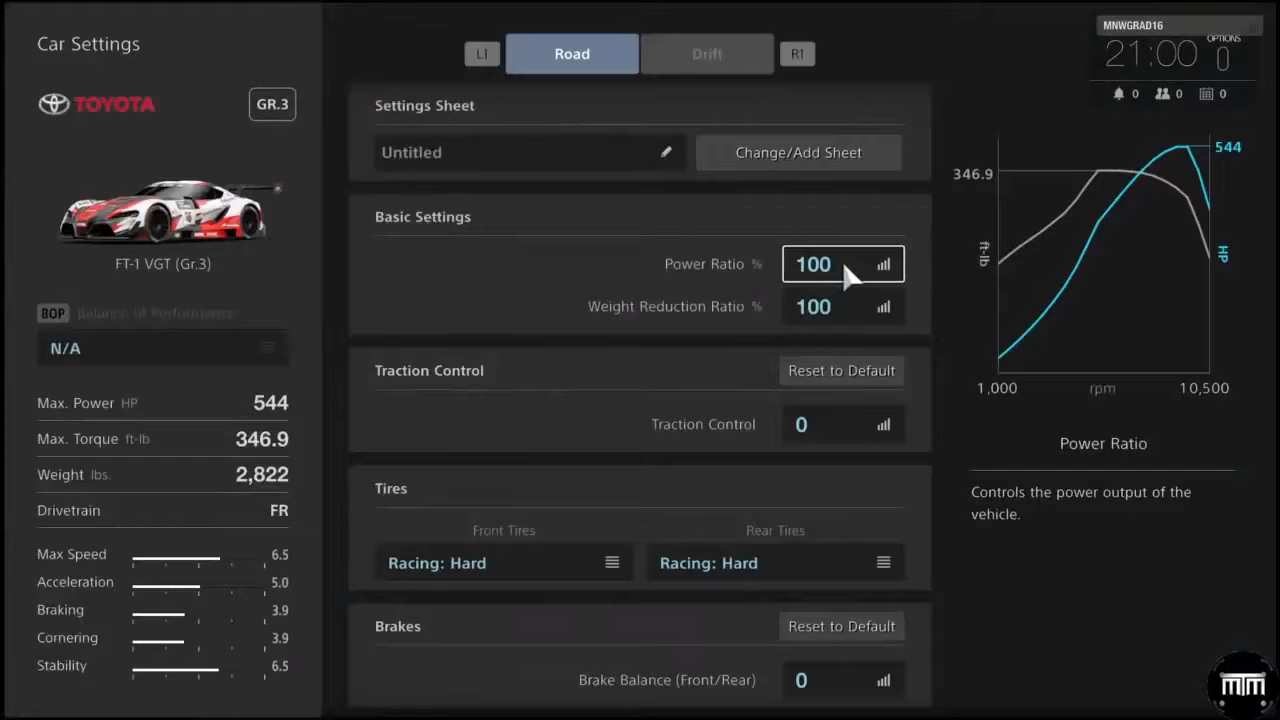 Car Settings
TOYOTA
GR.3
FT-1 VGT (Gr.3)
BOP Balance of Performance
N/A
Max. Power HP 544
Max. Torque ft-lb 346.9
Weight lbs. 2,822
Drivetrain FR
Max Speed 6.5
Acceleration 5.0
Braking 3.9
Cornering 3.9
Stability 6.5
L1 Road Drift R1
Settings Sheet
Untitled Change/Add Sheet
Basic Settings
Power Ratio % 100
Weight Reduction Ratio % 100
Traction Control Reset to Default
Traction Control 0
Tires
Front Tires Rear Tires
Racing: Hard Racing: Hard
Brakes Reset to Default
Brake Balance (Front/Rear) 0
MNWGRAD16
21:00 OPTIONS
0 0 0
544
346.9
ft-lb HP
1,000 rpm 10,500
Power Ratio
Controls the power output of the
vehicle.
MTM